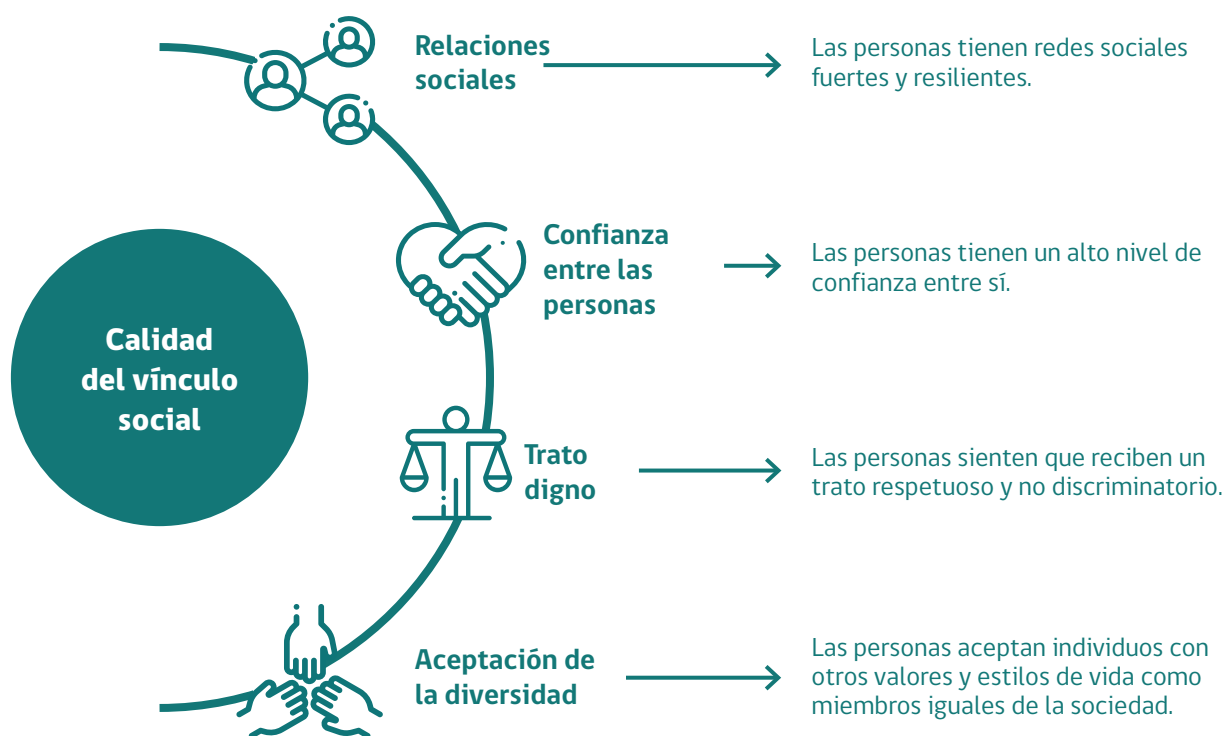 Calidad
del vínculo
social
Relaciones
sociales
Las personas tienen redes sociales
fuertes y resilientes.
Confianza
entre las
personas
Las personas tienen un alto nivel de
confianza entre sí.
Trato
digno
Las personas sienten que reciben un
trato respetuoso y no discriminatorio.
Aceptación de
la diversidad
Las personas aceptan individuos con
otros valores y estilos de vida como
miembros iguales de la sociedad.